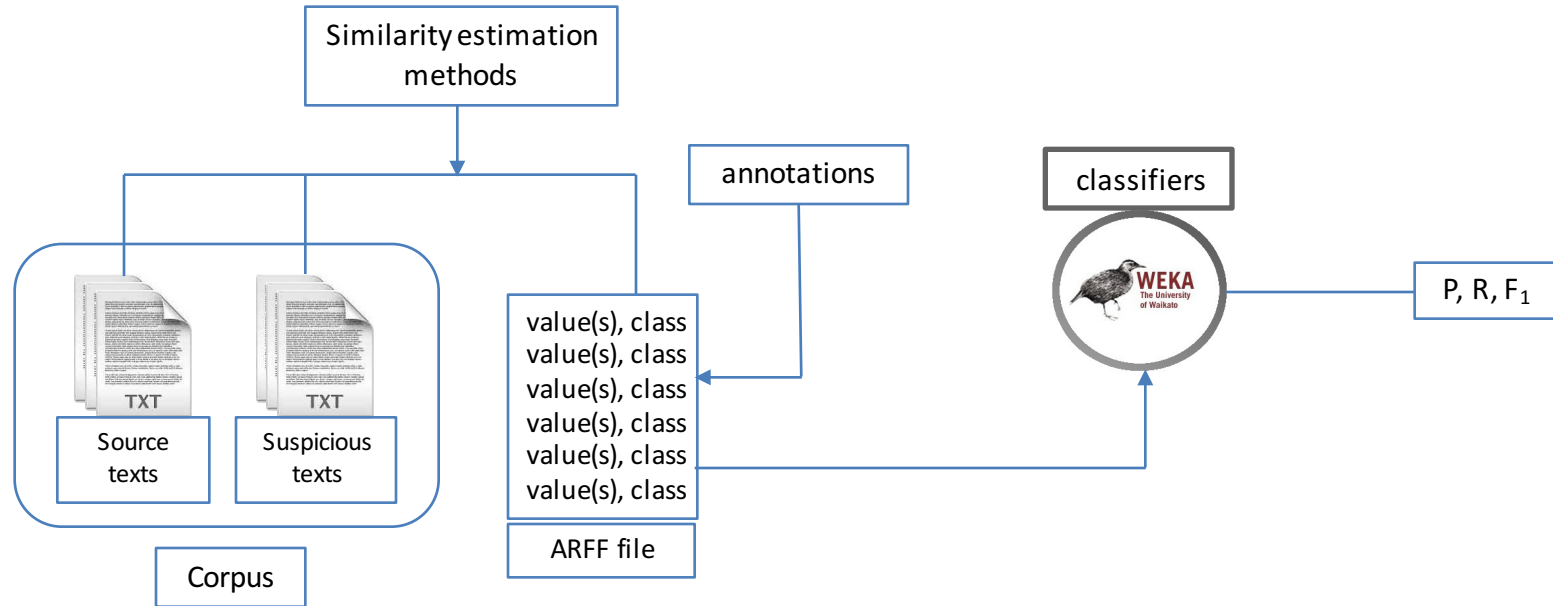 Similarity estimation
methods
annotations
classifiers
WEKA
The University
of Waikato
P, R, F₁
value(s), class
value(s), class
value(s), class
value(s), class
value(s), class
value(s), class
ARFF file
TXT
TXT
Source
texts
Suspicious
texts
Corpus